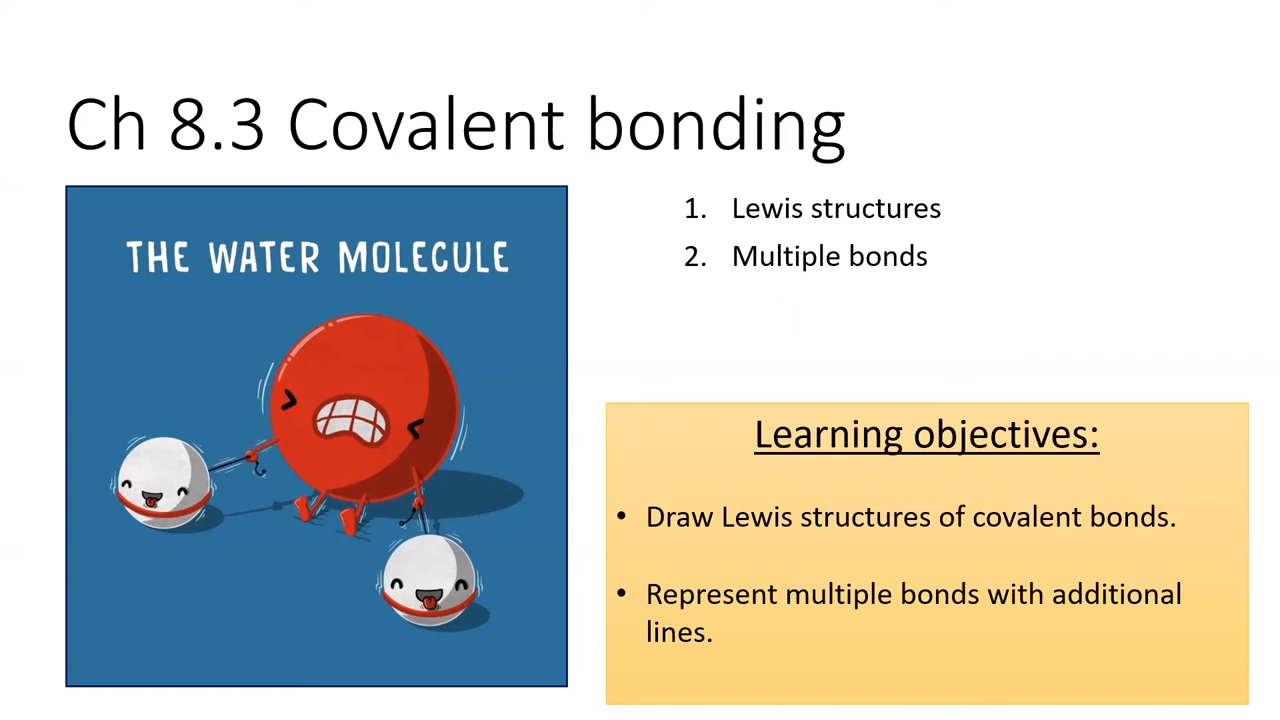 Ch 8.3 Covalent bonding
THE WATER MOLECULE
1. Lewis structures
2. Multiple bonds
Learning objectives:
• Draw Lewis structures of covalent bonds.
• Represent multiple bonds with additional
lines.